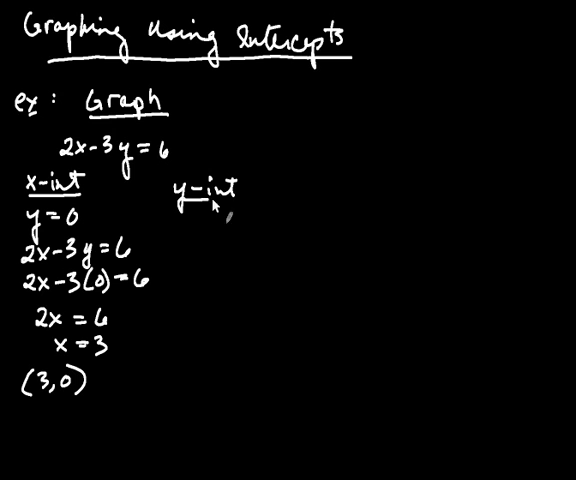 Graphing Using Intercepts
ex: Graph
2x-3y=6
x-int
y=0
2x-3y=6
2x-3(0)=6
2x=6
x=3
(3,0)
y-int